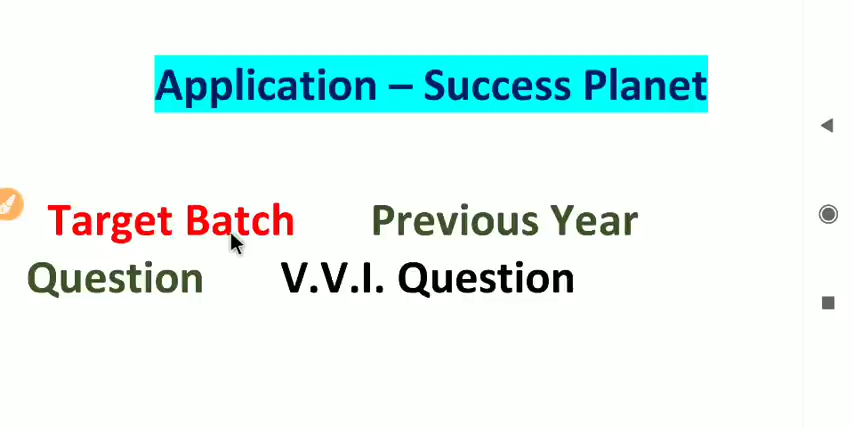 Application – Success Planet
Target Batch Previous Year
Question V.V.I. Question